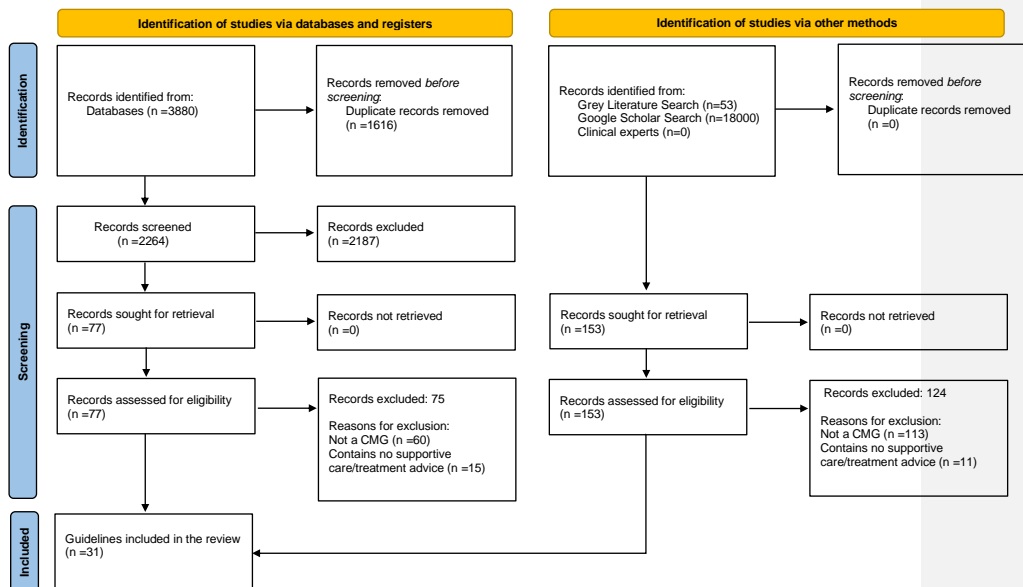 Identification of studies via databases and registers
Identification of studies via other methods
Identification
Records identified from:
Databases (n =3880)
Records removed before
screening:
Duplicate records removed
(n =1616)
Records identified from:
Grey Literature Search (n=53)
Google Scholar Search (n=18000)
Clinical experts (n=0)
Records removed before
screening:
Duplicate records removed
(n =0)
Screening
Records screened
(n =2264)
Records excluded
(n =2187)
Records sought for retrieval
(n =77)
Records not retrieved
(n =0)
Records sought for retrieval
(n =153)
Records not retrieved
(n =0)
Records assessed for eligibility
(n =77)
Records excluded: 75
Reasons for exclusion:
Not a CMG (n =60)
Contains no supportive
care/treatment advice (n =15)
Records assessed for eligibility
(n =153)
Records excluded: 124
Reasons for exclusion:
Not a CMG (n =113)
Contains no supportive
care/treatment advice (n =11)
Included
Guidelines included in the review
(n =31)